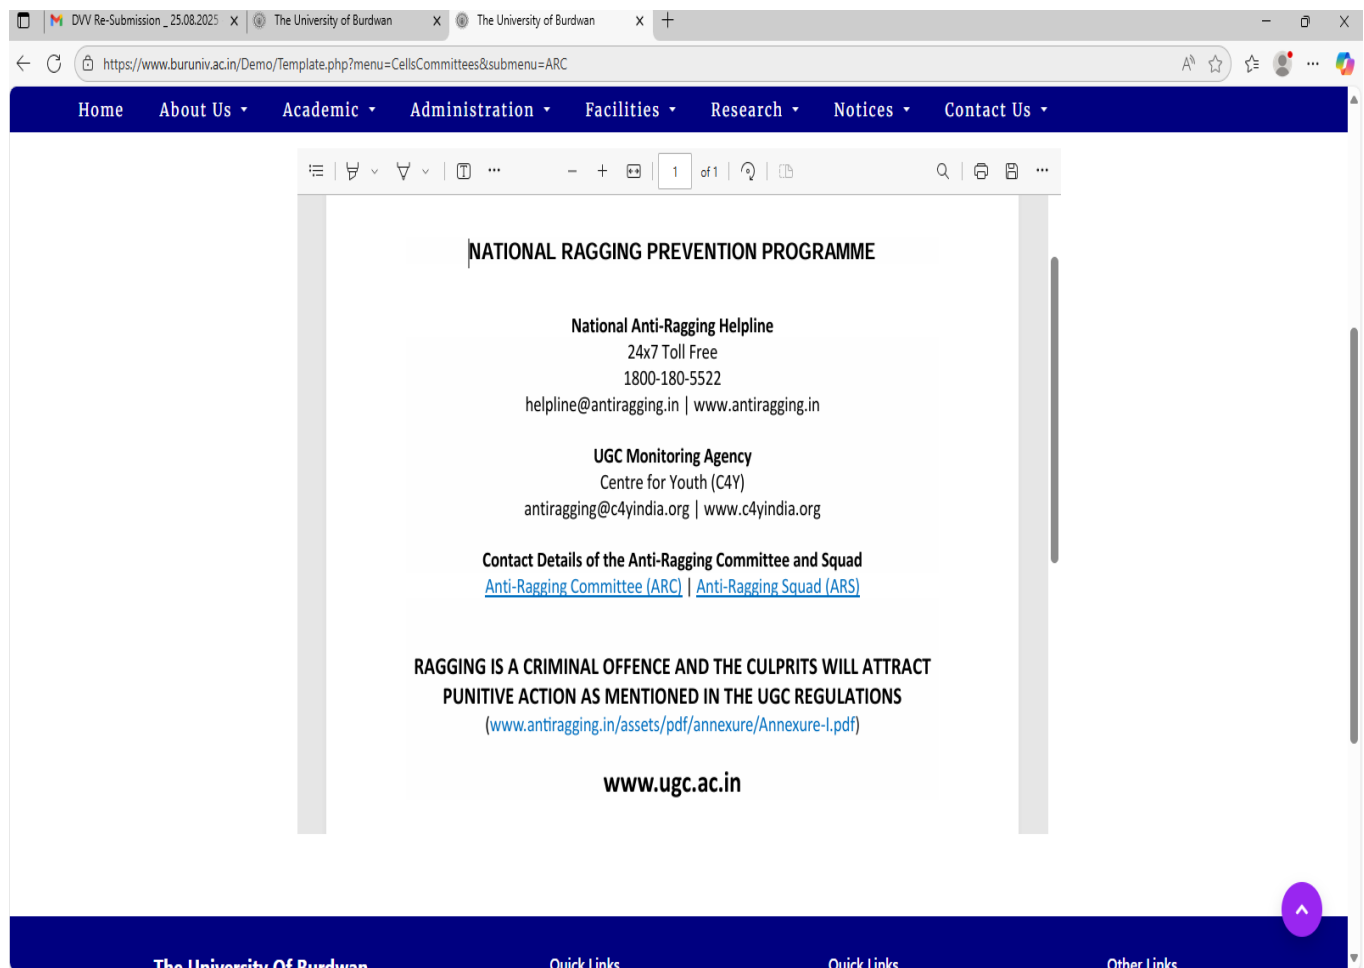 DVV Re-Submission _ 25.08.2025
The University of Burdwan
The University of Burdwan
https://www.buruniv.ac.in/Demo/Template.php?menu=CellsCommittees&submenu=ARC
Home About Us Academic Administration Facilities Research Notices Contact Us
1 of 1
NATIONAL RAGGING PREVENTION PROGRAMME
National Anti-Ragging Helpline
24x7 Toll Free
1800-180-5522
helpline@antiragging.in | www.antiragging.in
UGC Monitoring Agency
Centre for Youth (C4Y)
antiragging@c4yindia.org | www.c4yindia.org
Contact Details of the Anti-Ragging Committee and Squad
Anti-Ragging Committee (ARC) | Anti-Ragging Squad (ARS)
RAGGING IS A CRIMINAL OFFENCE AND THE CULPRITS WILL ATTRACT
PUNITIVE ACTION AS MENTIONED IN THE UGC REGULATIONS
(www.antiragging.in/assets/pdf/annexure/Annexure-I.pdf)
www.ugc.ac.in
The University Of Burdwan Quick Links Quick Links Other Links